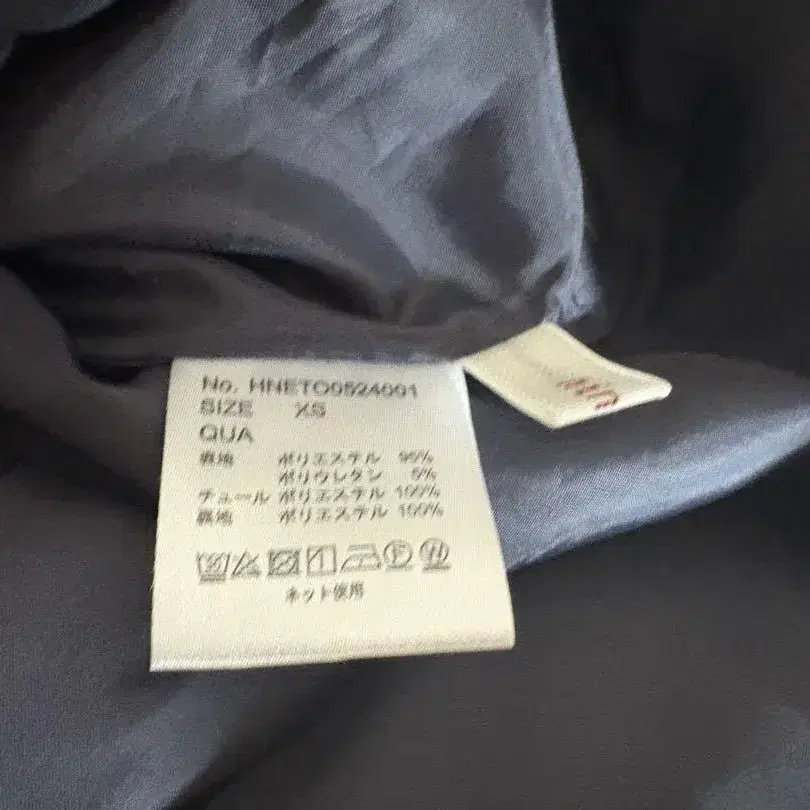 No. HNETO0524001
SIZE XS
QUA
表地 ポリエステル 95%
ポリウレタン 5%
チュール ポリエステル 100%
裏地 ポリエステル 100%
ネット使用